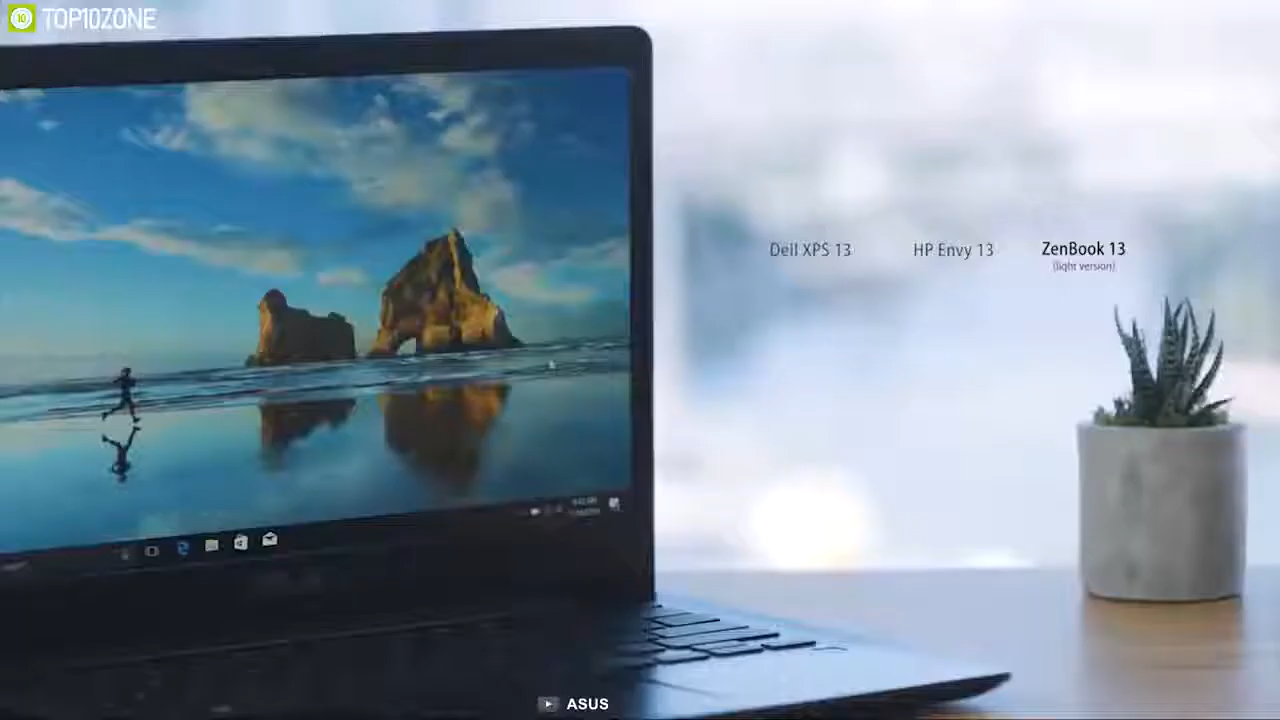 TOP10ZONE
Dell XPS 13 HP Envy 13 ZenBook 13
(light version)
ASUS